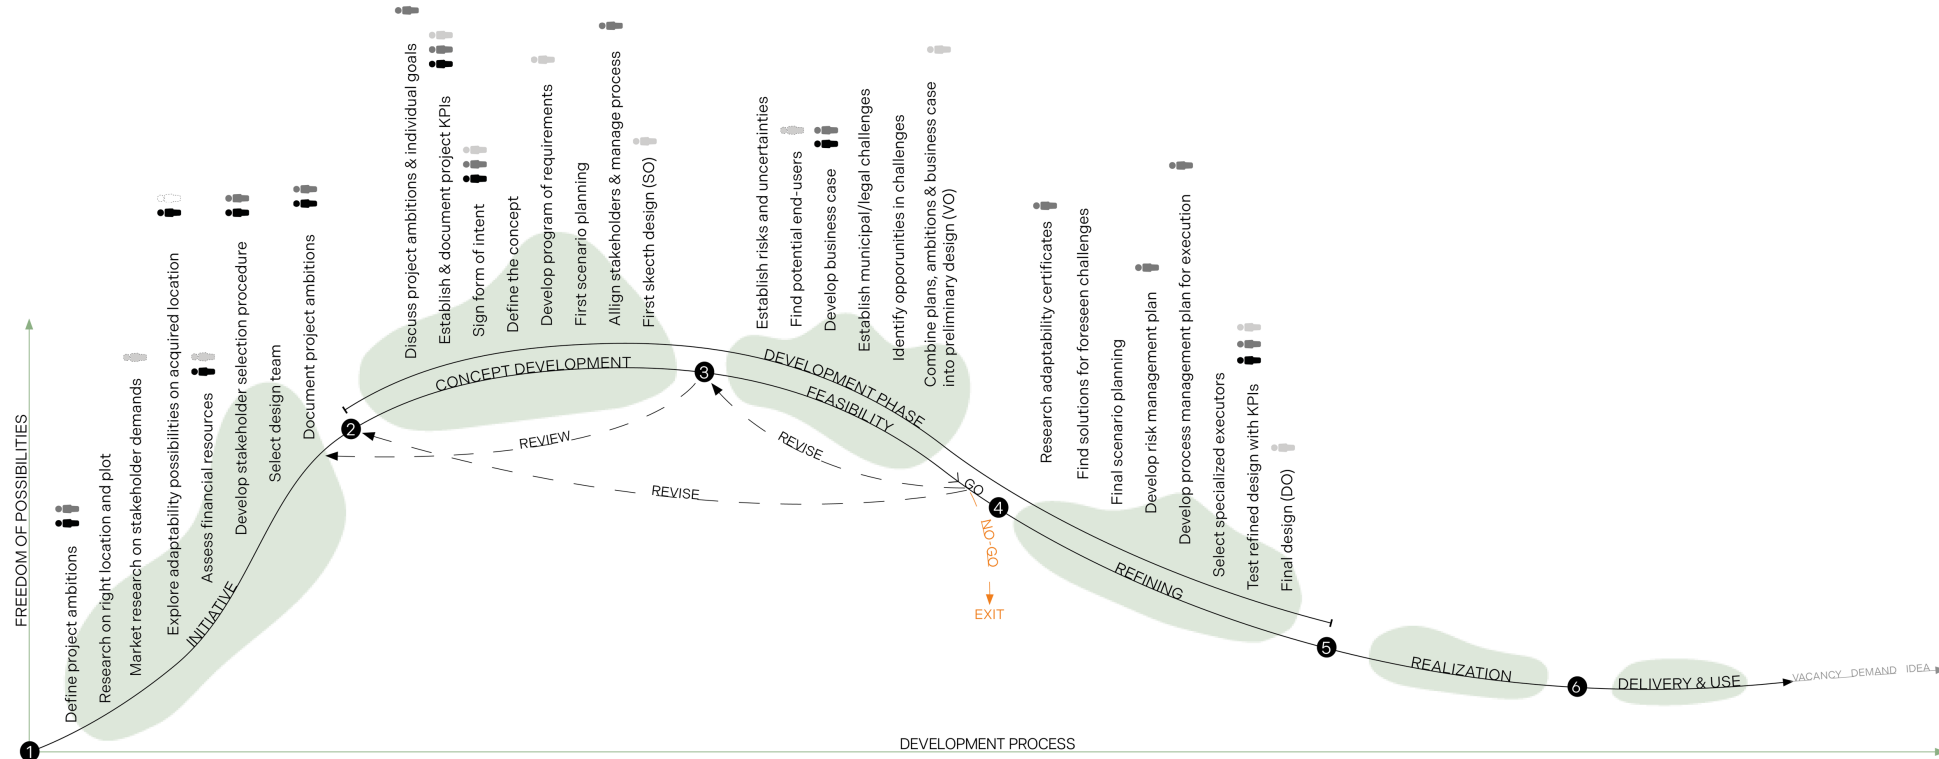 FREEDOM OF POSSIBILITIES
DEVELOPMENT PROCESS
1
Define project ambitions
Research on right location and plot
Market research on stakeholder demands
Explore adaptability possibilities on acquired location
Assess financial resources
Develop stakeholder selection procedure
Select design team
Document project ambitions
INITIATIVE
2
Discuss project ambitions & individual goals
Establish & document project KPIs
Sign form of intent
Define the concept
Develop program of requirements
First scenario planning
Allign stakeholders & manage process
First skecth design (SO)
CONCEPT DEVELOPMENT
3
REVIEW
REVISE
REVISE
Establish risks and uncertainties
Find potential end-users
Develop business case
Establish municipal/legal challenges
Identify opporunities in challenges
Combine plans, ambitions & business case
into preliminary design (VO)
DEVELOPMENT PHASE
FEASIBILITY
GO
4
NO-GO
EXIT
Research adaptability certificates
Find solutions for foreseen challenges
Final scenario planning
Develop risk management plan
Develop process management plan for execution
Select specialized executors
Test refined design with KPIs
Final design (DO)
REFINING
5
REALIZATION
6
DELIVERY & USE
VACANCY DEMAND IDEA